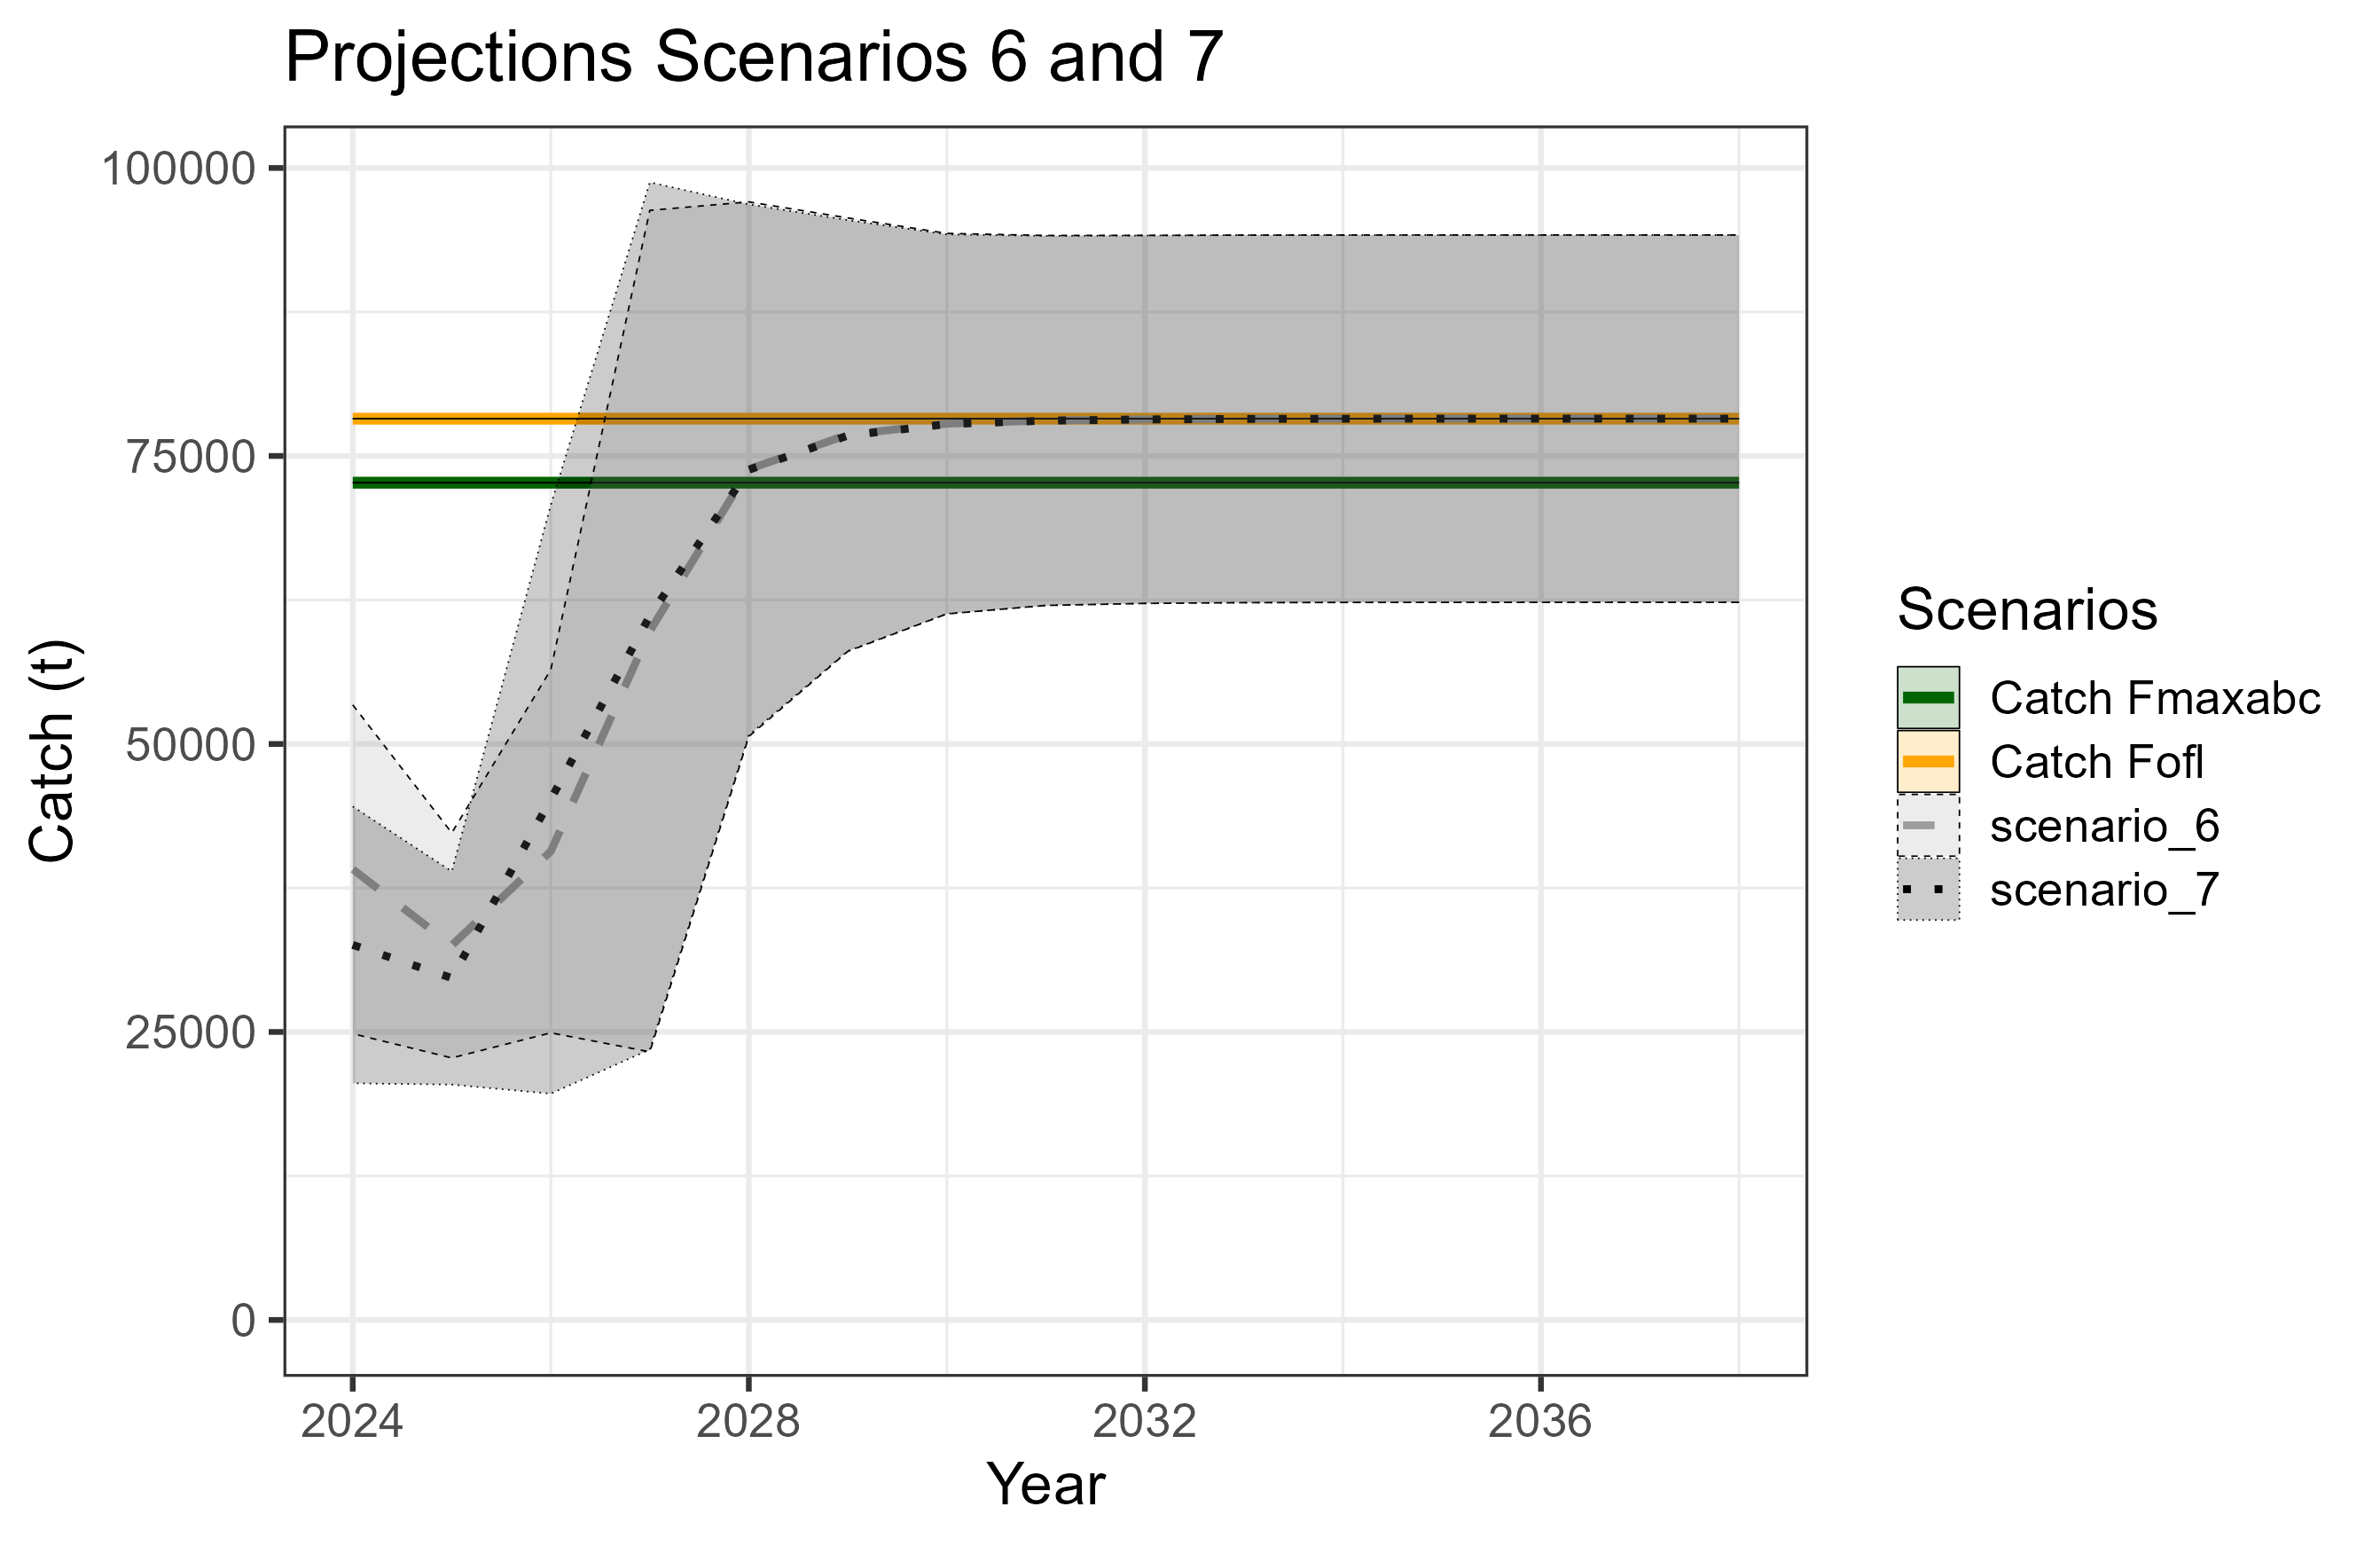 Projections Scenarios 6 and 7
100000
75000
50000
25000
0
Catch (t)
2024 2028 2032 2036
Year
Scenarios
Catch Fmaxabc
Catch Fofl
scenario_6
scenario_7